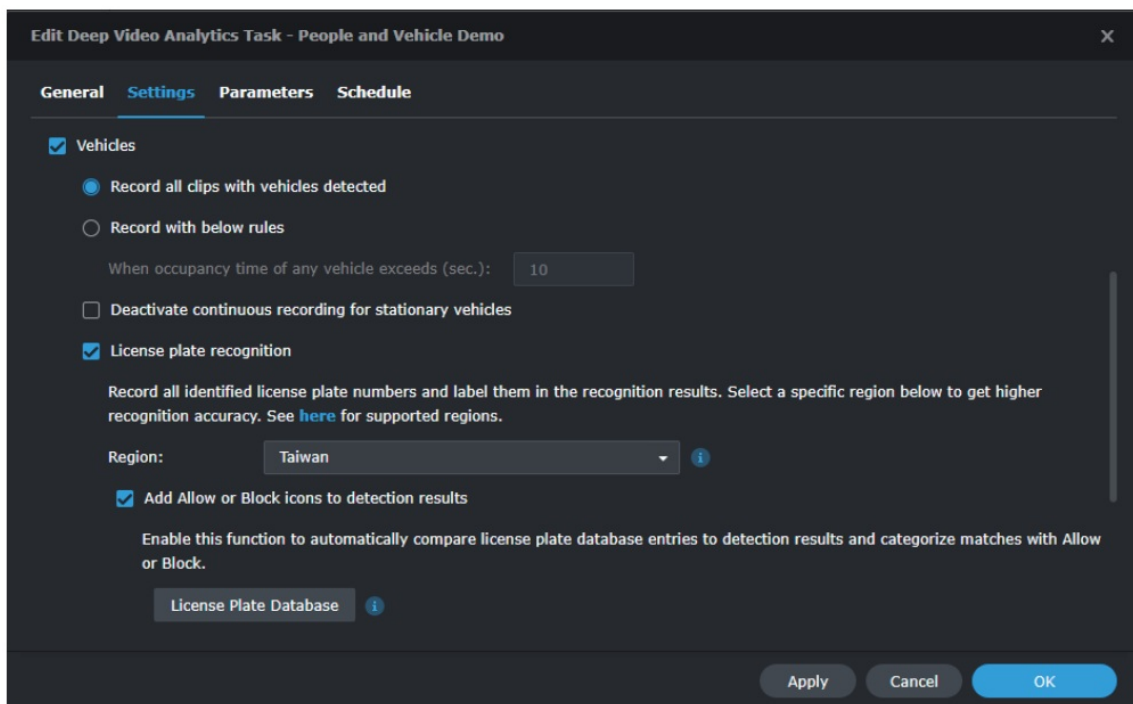 Edit Deep Video Analytics Task - People and Vehicle Demo
General Settings Parameters Schedule
Vehicles
Record all clips with vehicles detected
Record with below rules
When occupancy time of any vehicle exceeds (sec.): 10
Deactivate continuous recording for stationary vehicles
License plate recognition
Record all identified license plate numbers and label them in the recognition results. Select a specific region below to get higher
recognition accuracy. See here for supported regions.
Region: Taiwan
Add Allow or Block icons to detection results
Enable this function to automatically compare license plate database entries to detection results and categorize matches with Allow
or Block.
License Plate Database
Apply Cancel OK